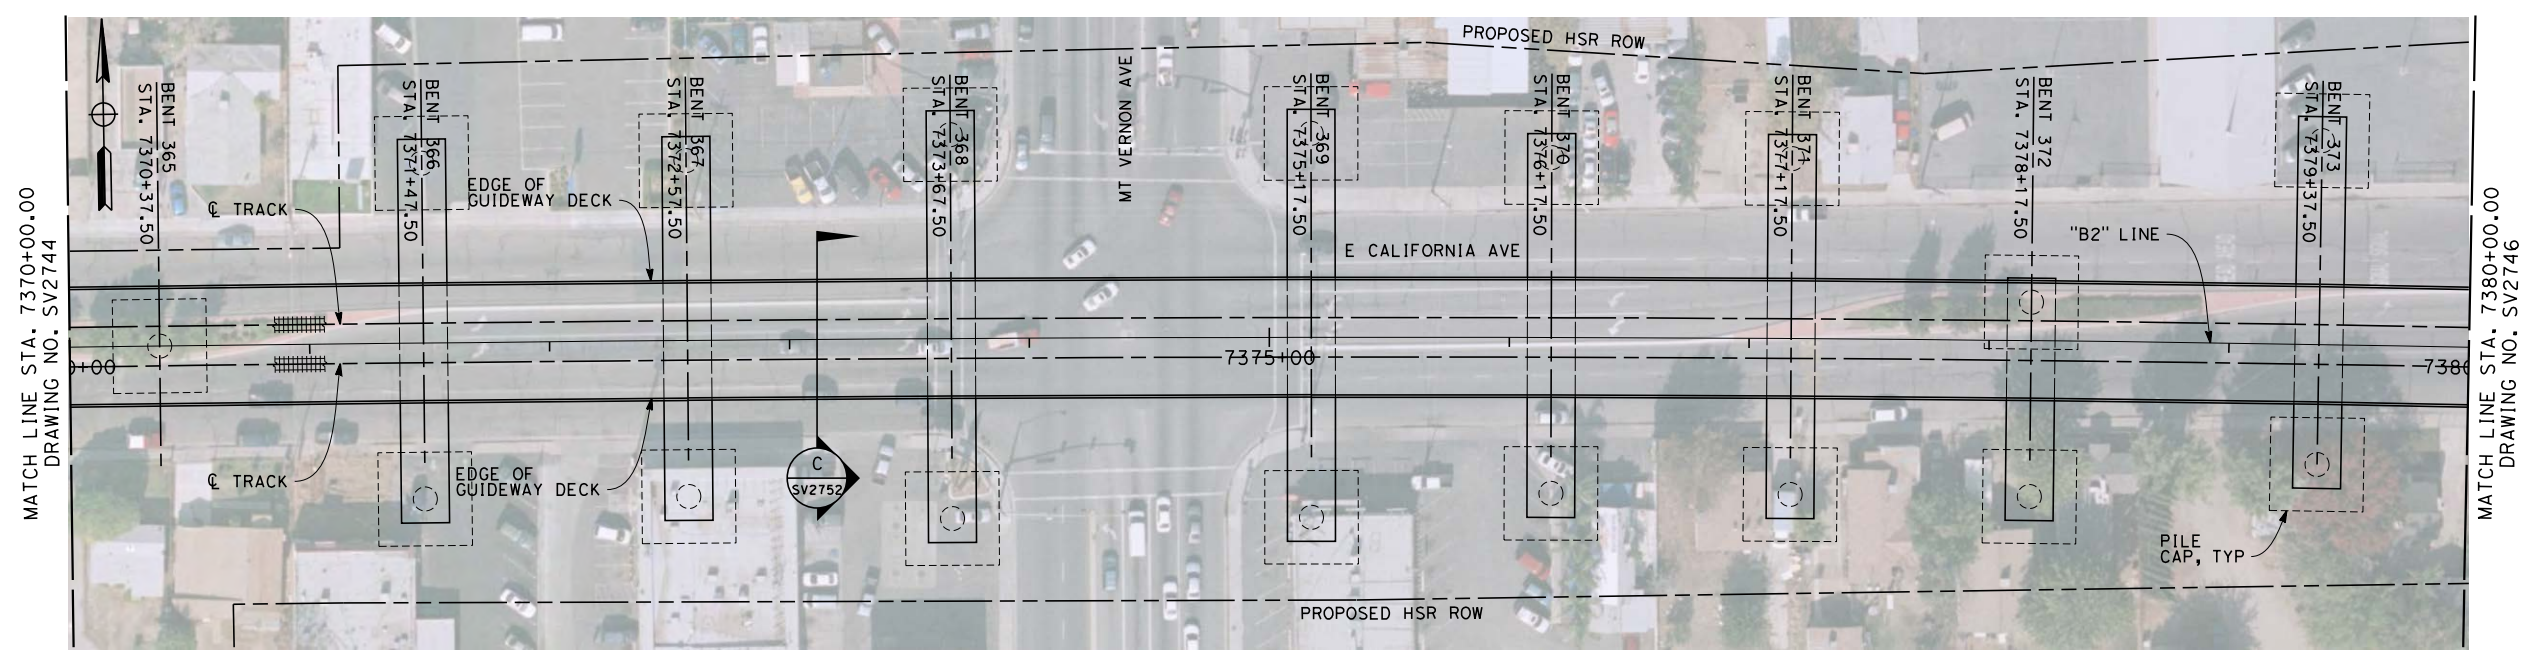 PROPOSED HSR ROW
MT VERNON AVE
BENT 365
STA. 7370+37.50
BENT 366
STA. 7371+47.50
BENT 367
STA. 7372+57.50
BENT 368
STA. 7373+67.50
BENT 369
STA. 7375+17.50
BENT 370
STA. 7376+17.50
BENT 371
STA. 7377+17.50
BENT 372
STA. 7378+17.50
BENT 373
STA. 7379+37.50
MATCH LINE STA. 7370+00.00
DRAWING NO. SV2744
℄ TRACK
EDGE OF
GUIDEWAY DECK
E CALIFORNIA AVE
"B2" LINE
0+00
7375+00
7380
MATCH LINE STA. 7380+00.00
DRAWING NO. SV2746
℄ TRACK
EDGE OF
GUIDEWAY DECK
C
SV2752
PILE
CAP, TYP
PROPOSED HSR ROW